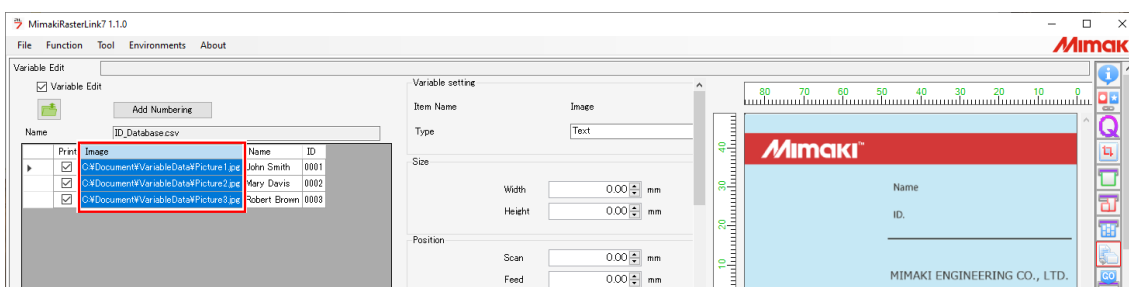 MimakiRasterLink7 1.1.0
File Function Tool Environments About
Mimaki
Variable Edit
Variable Edit
Add Numbering
Name ID_Database.csv
Print Image Name ID
C:¥Document¥VariableData¥Picture1.jpg John Smith 0001
C:¥Document¥VariableData¥Picture2.jpg Mary Davis 0002
C:¥Document¥VariableData¥Picture3.jpg Robert Brown 0003
Variable setting
Item Name Image
Type Text
Size
Width 0.00 mm
Height 0.00 mm
Position
Scan 0.00 mm
Feed 0.00 mm
80 70 60 50 40 30 20 10 0
40
30
20
10
Mimaki™
Name
ID.
MIMAKI ENGINEERING CO., LTD.
GO